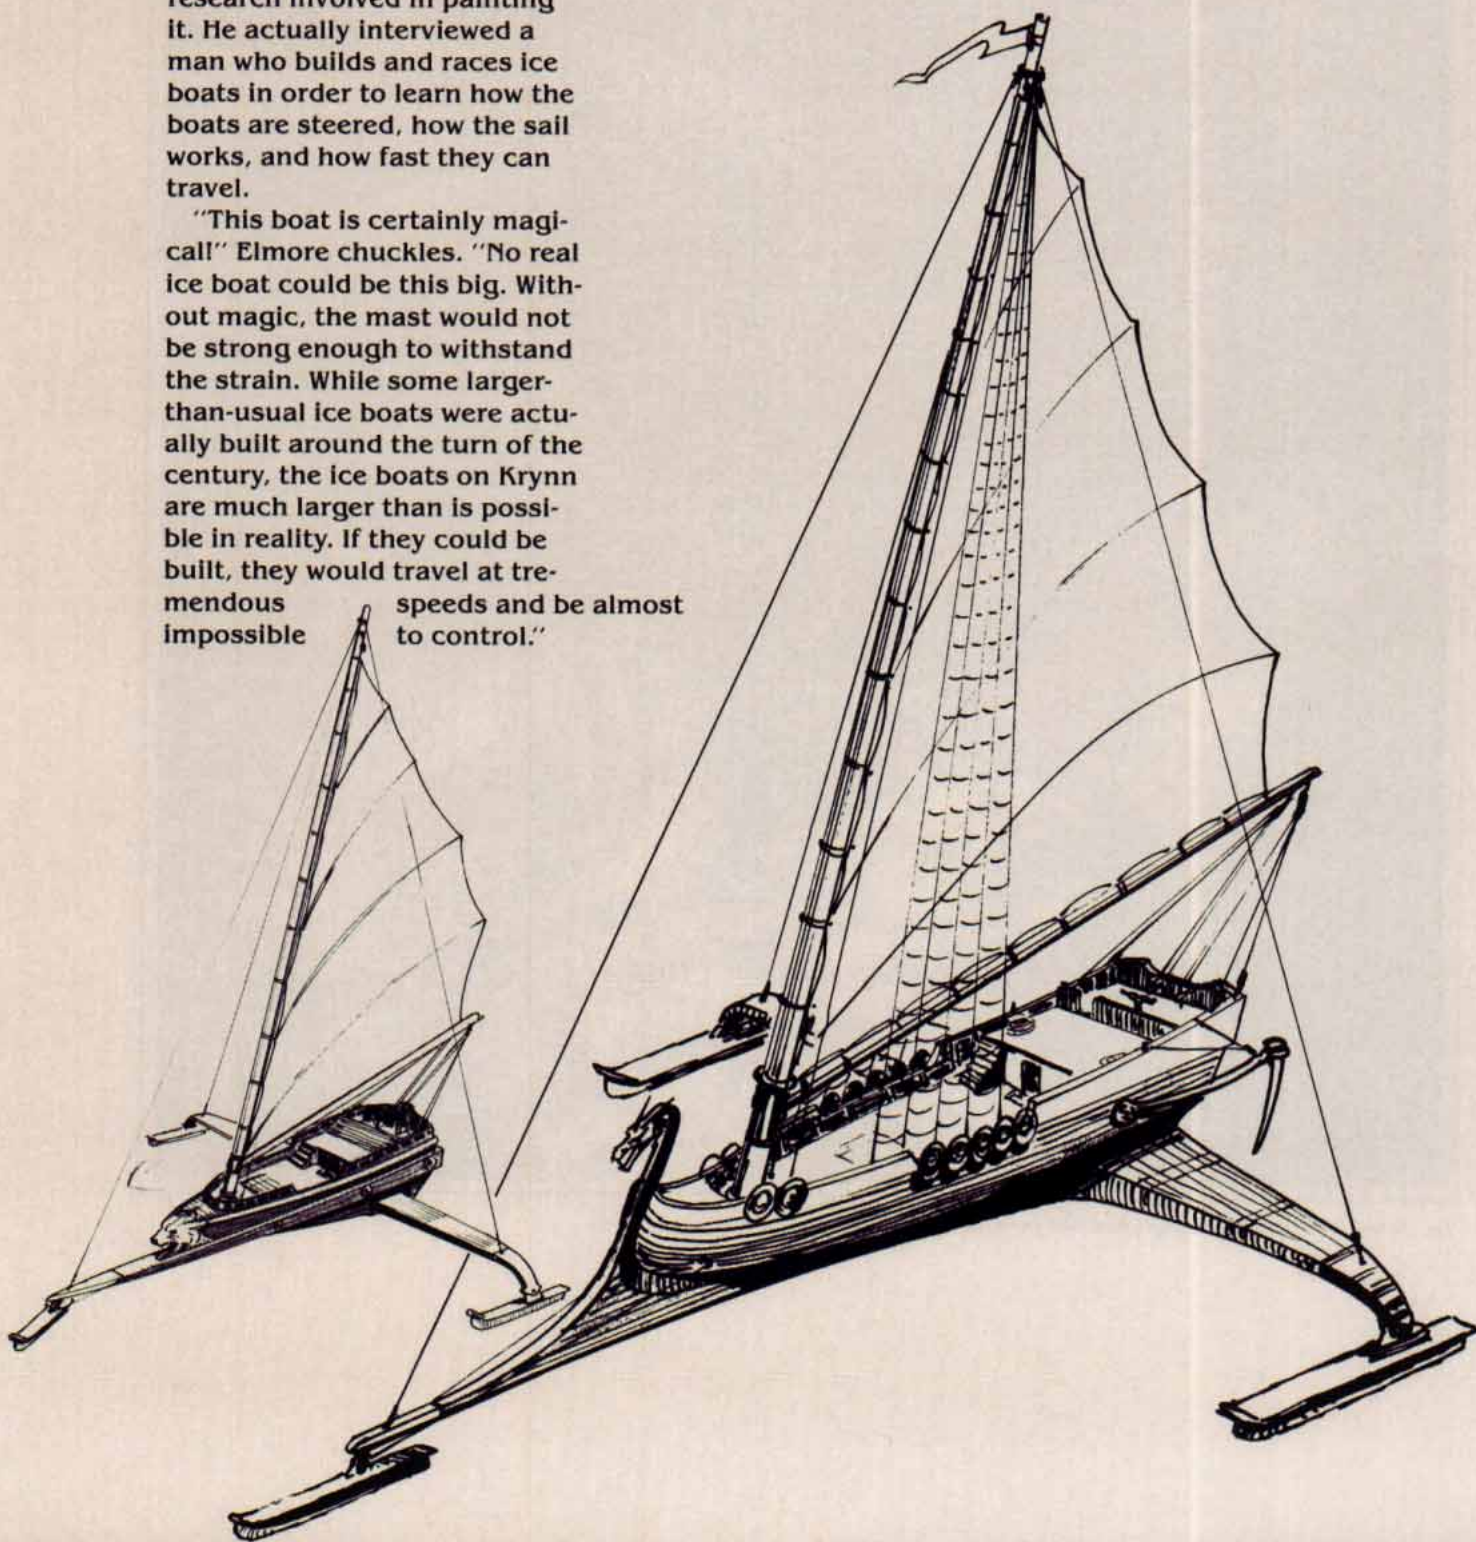 research involved in painting
it. He actually interviewed a
man who builds and races ice
boats in order to learn how the
boats are steered, how the sail
works, and how fast they can
travel.
"This boat is certainly magi-
cal!" Elmore chuckles. "No real
ice boat could be this big. With-
out magic, the mast would not
be strong enough to withstand
the strain. While some larger-
than-usual ice boats were actu-
ally built around the turn of the
century, the ice boats on Krynn
are much larger than is possi-
ble in reality. If they could be
built, they would travel at tre-
mendous speeds and be almost
impossible to control."